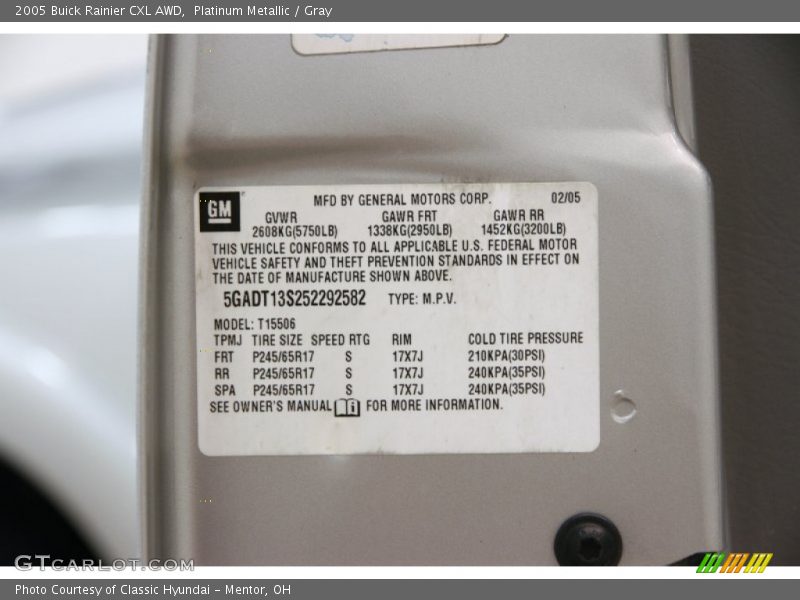 2005 Buick Rainier CXL AWD,  Platinum Metallic / Gray
GM
MFD BY GENERAL MOTORS CORP. 02/05
GVWR GAWR FRT GAWR RR
2608KG(5750LB) 1338KG(2950LB) 1452KG(3200LB)
THIS VEHICLE CONFORMS TO ALL APPLICABLE U.S. FEDERAL MOTOR
VEHICLE SAFETY AND THEFT PREVENTION STANDARDS IN EFFECT ON
THE DATE OF MANUFACTURE SHOWN ABOVE.
5GADT13S252292582 TYPE: M.P.V.
MODEL: T15506
TPMJ TIRE SIZE SPEED RTG RIM COLD TIRE PRESSURE
FRT P245/65R17 S 17X7J 210KPA(30PSI)
RR P245/65R17 S 17X7J 240KPA(35PSI)
SPA P245/65R17 S 17X7J 240KPA(35PSI)
SEE OWNER'S MANUAL FOR MORE INFORMATION.
GTCARLOT.COM
Photo Courtesy of Classic Hyundai - Mentor, OH